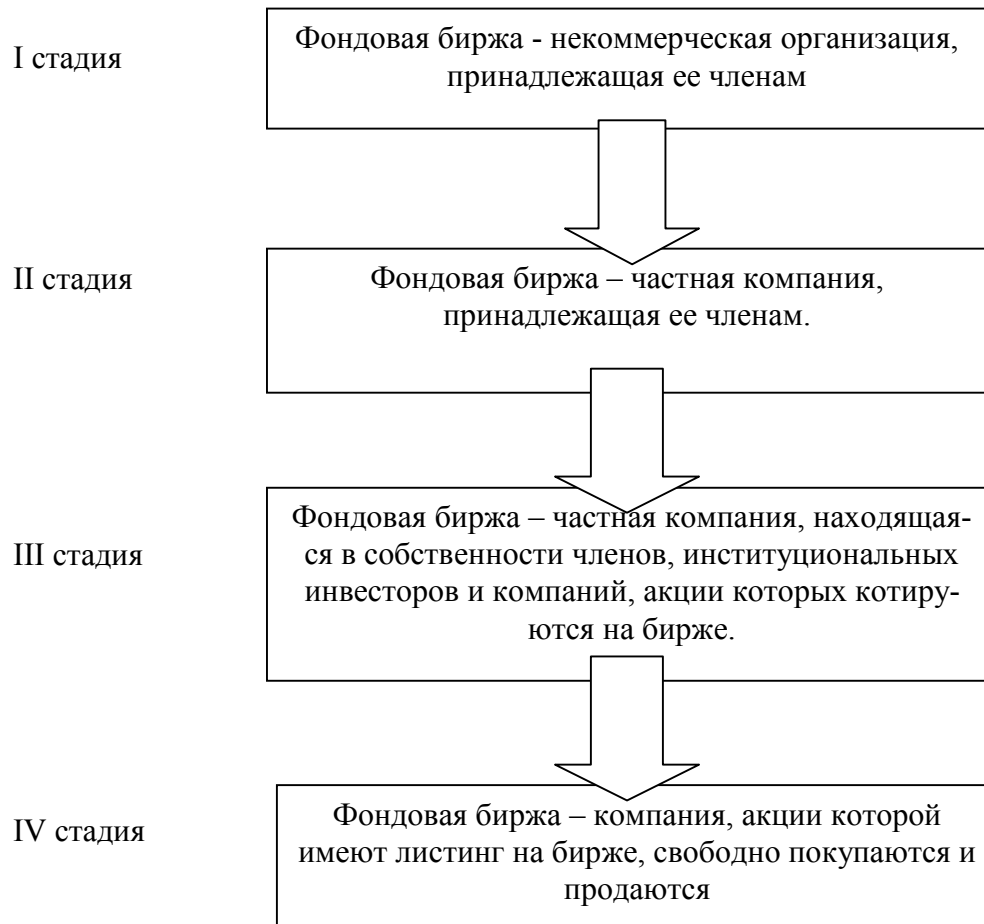 I стадия
Фондовая биржа - некоммерческая организация,
принадлежащая ее членам
II стадия
Фондовая биржа – частная компания,
принадлежащая ее членам.
III стадия
Фондовая биржа – частная компания, находящая-
ся в собственности членов, институциональных
инвесторов и компаний, акции которых котиру-
ются на бирже.
IV стадия
Фондовая биржа – компания, акции которой
имеют листинг на бирже, свободно покупаются и
продаются